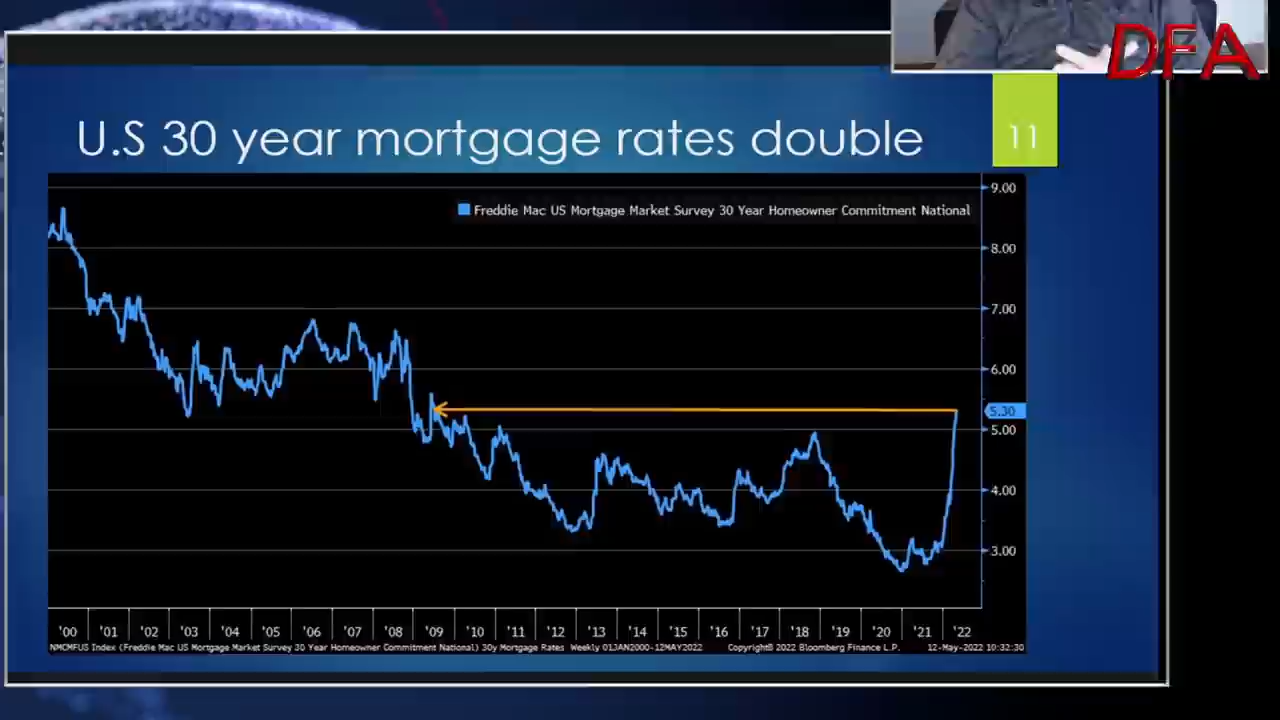 DFA
U.S 30 year mortgage rates double
11
Freddie Mac US Mortgage Market Survey 30 Year Homeowner Commitment National
9.00
8.00
7.00
6.00
5.30
5.00
4.00
3.00
'00 '01 '02 '03 '04 '05 '06 '07 '08 '09 '10 '11 '12 '13 '14 '15 '16 '17 '18 '19 '20 '21 '22
NMCMFUS Index (Freddie Mac US Mortgage Market Survey 30 Year Homeowner Commitment National) 30y Mortgage Rates Weekly 01JAN2000-12MAY2022 Copyright© 2022 Bloomberg Finance L.P. 12-May-2022 10:32:30